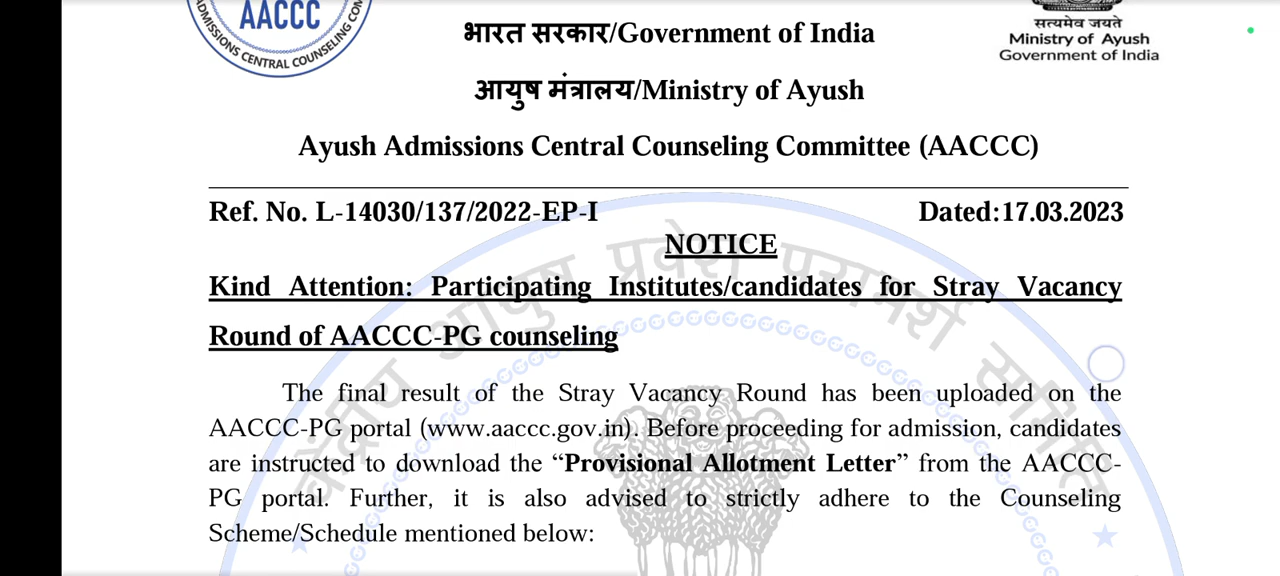 AACCC
ADMISSIONS CENTRAL COUNSELING
भारत सरकार/Government of India
आयुष मंत्रालय/Ministry of Ayush
Ayush Admissions Central Counseling Committee (AACCC)
सत्यमेव जयते
Ministry of Ayush
Government of India
Ref. No. L-14030/137/2022-EP-I Dated:17.03.2023
NOTICE
Kind Attention: Participating Institutes/candidates for Stray Vacancy
Round of AACCC-PG counseling
The final result of the Stray Vacancy Round has been uploaded on the
AACCC-PG portal (www.aaccc.gov.in). Before proceeding for admission, candidates
are instructed to download the “Provisional Allotment Letter” from the AACCC-
PG portal. Further, it is also advised to strictly adhere to the Counseling
Scheme/Schedule mentioned below:
आयुष प्रवेश परामर्श समिति